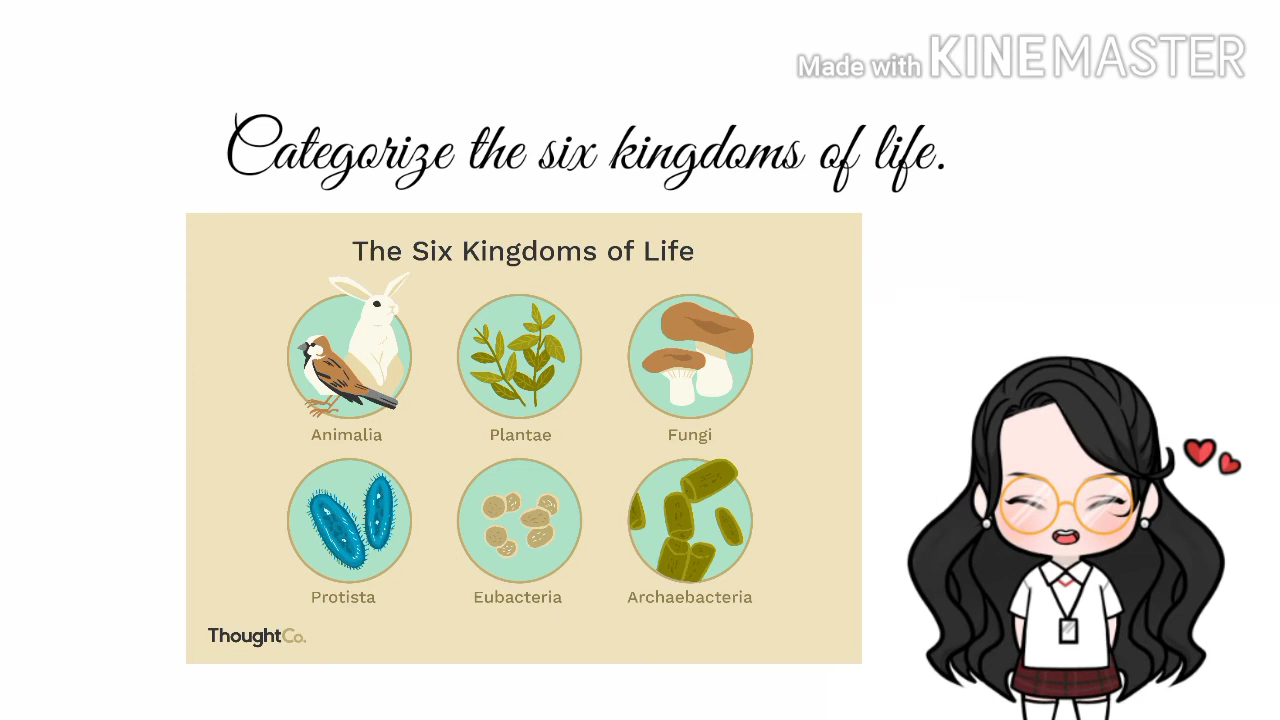 Made with KINEMASTER
Categorize the six kingdoms of life.
The Six Kingdoms of Life
Animalia Plantae Fungi
Protista Eubacteria Archaebacteria
ThoughtCo.